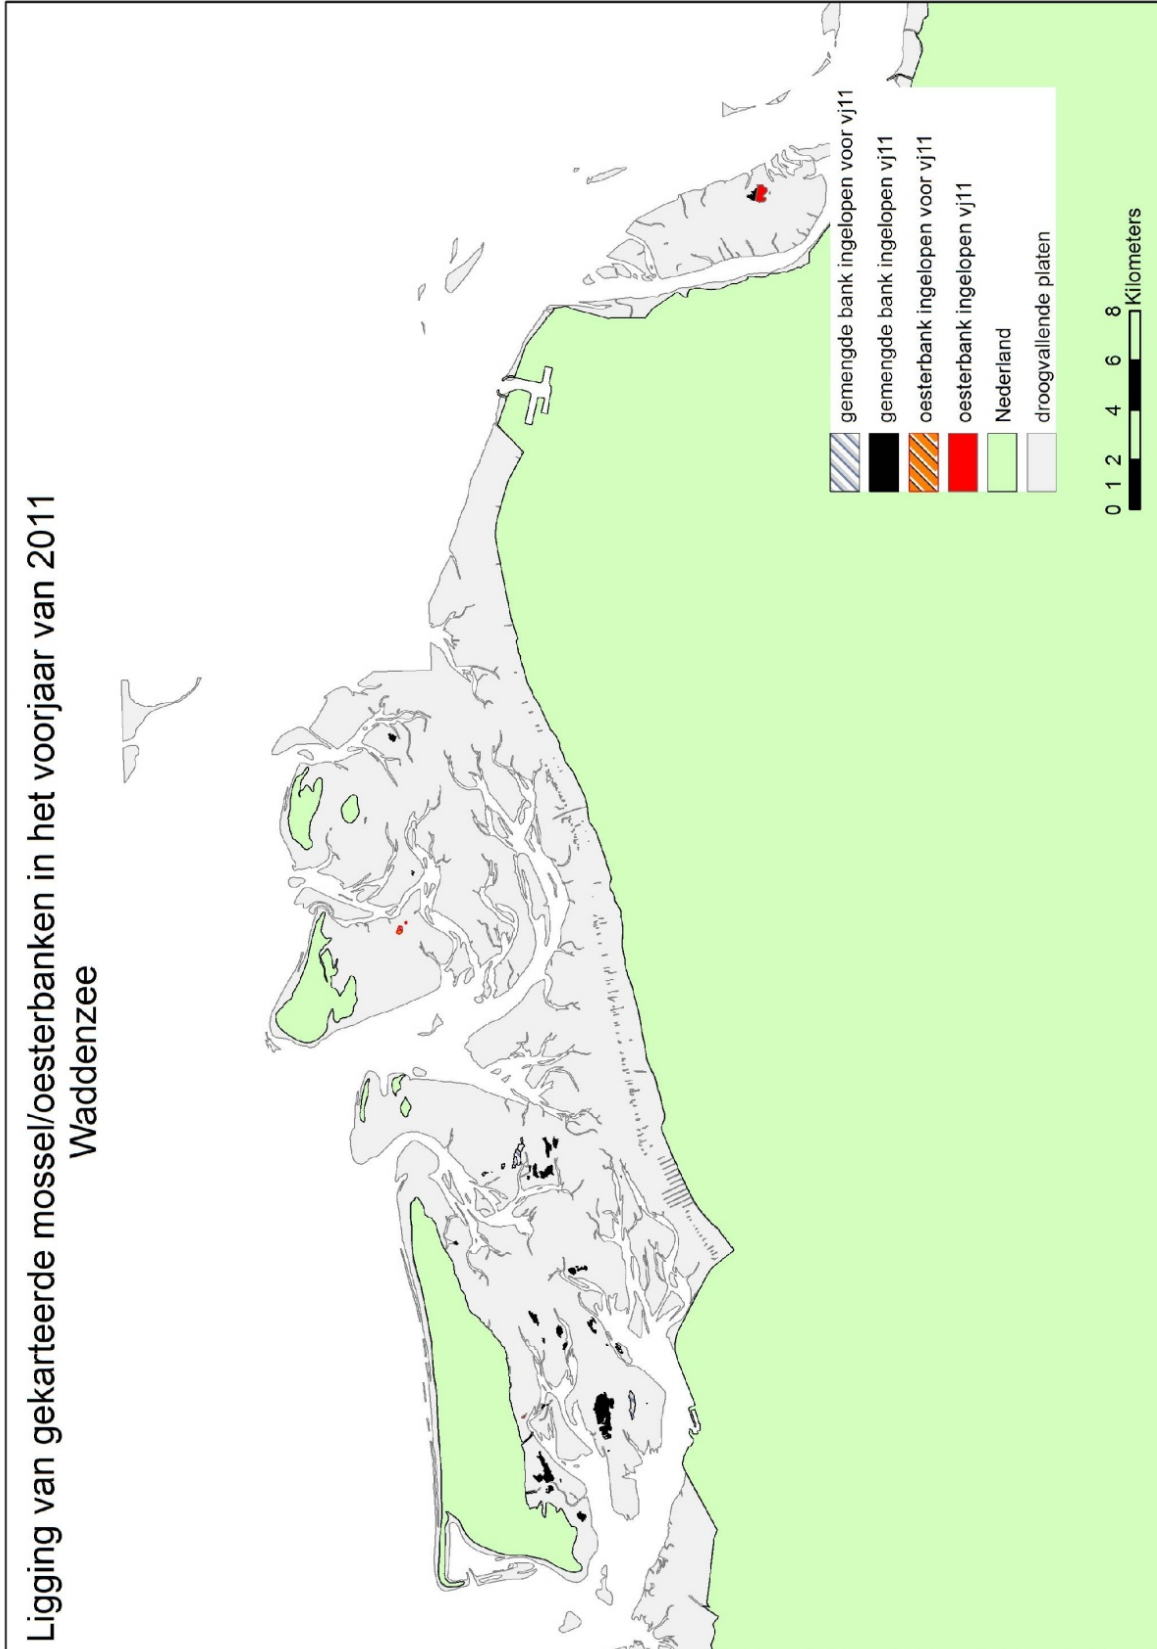 Ligging van gekarteerde mossel/oesterbanken in het voorjaar van 2011
Waddenzee
gemengde bank ingelopen voor vj11
gemengde bank ingelopen vj11
oesterbank ingelopen voor vj11
oesterbank ingelopen vj11
Nederland
droogvallende platen
0 1 2 4 6 8
Kilometers